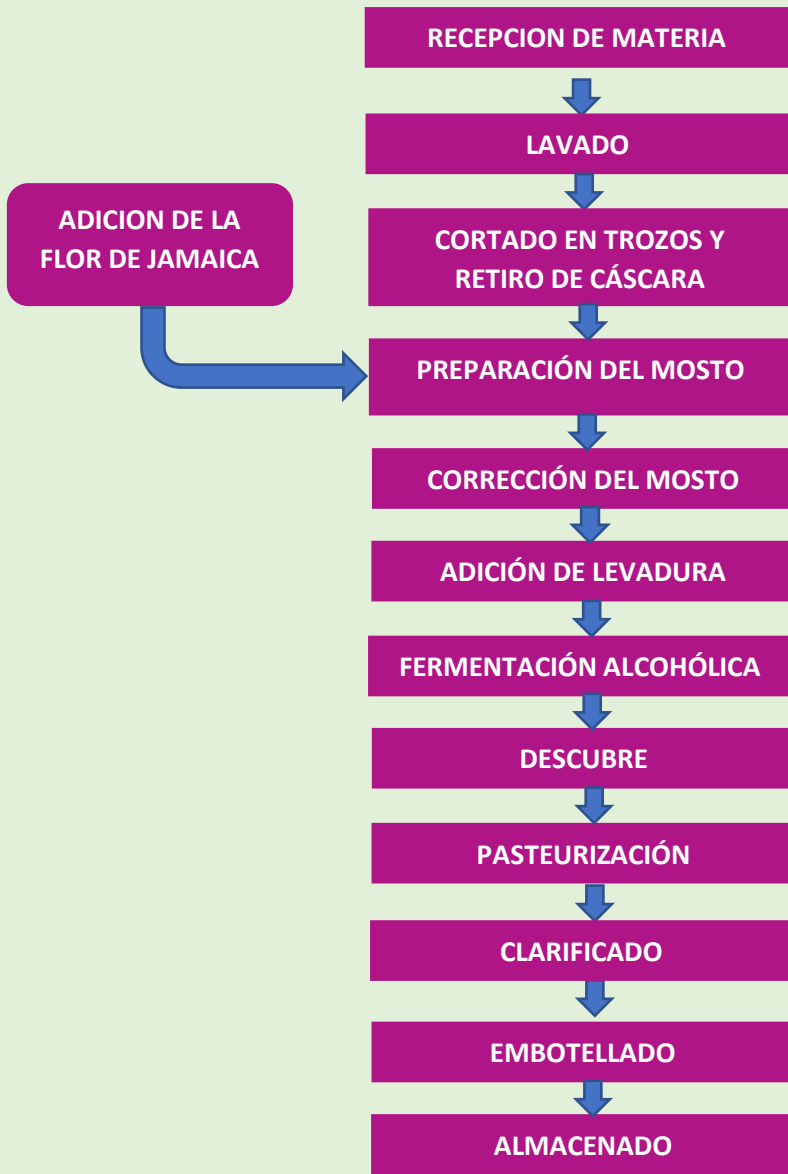 RECEPCION DE MATERIA
LAVADO
ADICION DE LA
FLOR DE JAMAICA
CORTADO EN TROZOS Y
RETIRO DE CÁSCARA
PREPARACIÓN DEL MOSTO
CORRECCIÓN DEL MOSTO
ADICIÓN DE LEVADURA
FERMENTACIÓN ALCOHÓLICA
DESCUBRE
PASTEURIZACIÓN
CLARIFICADO
EMBOTELLADO
ALMACENADO